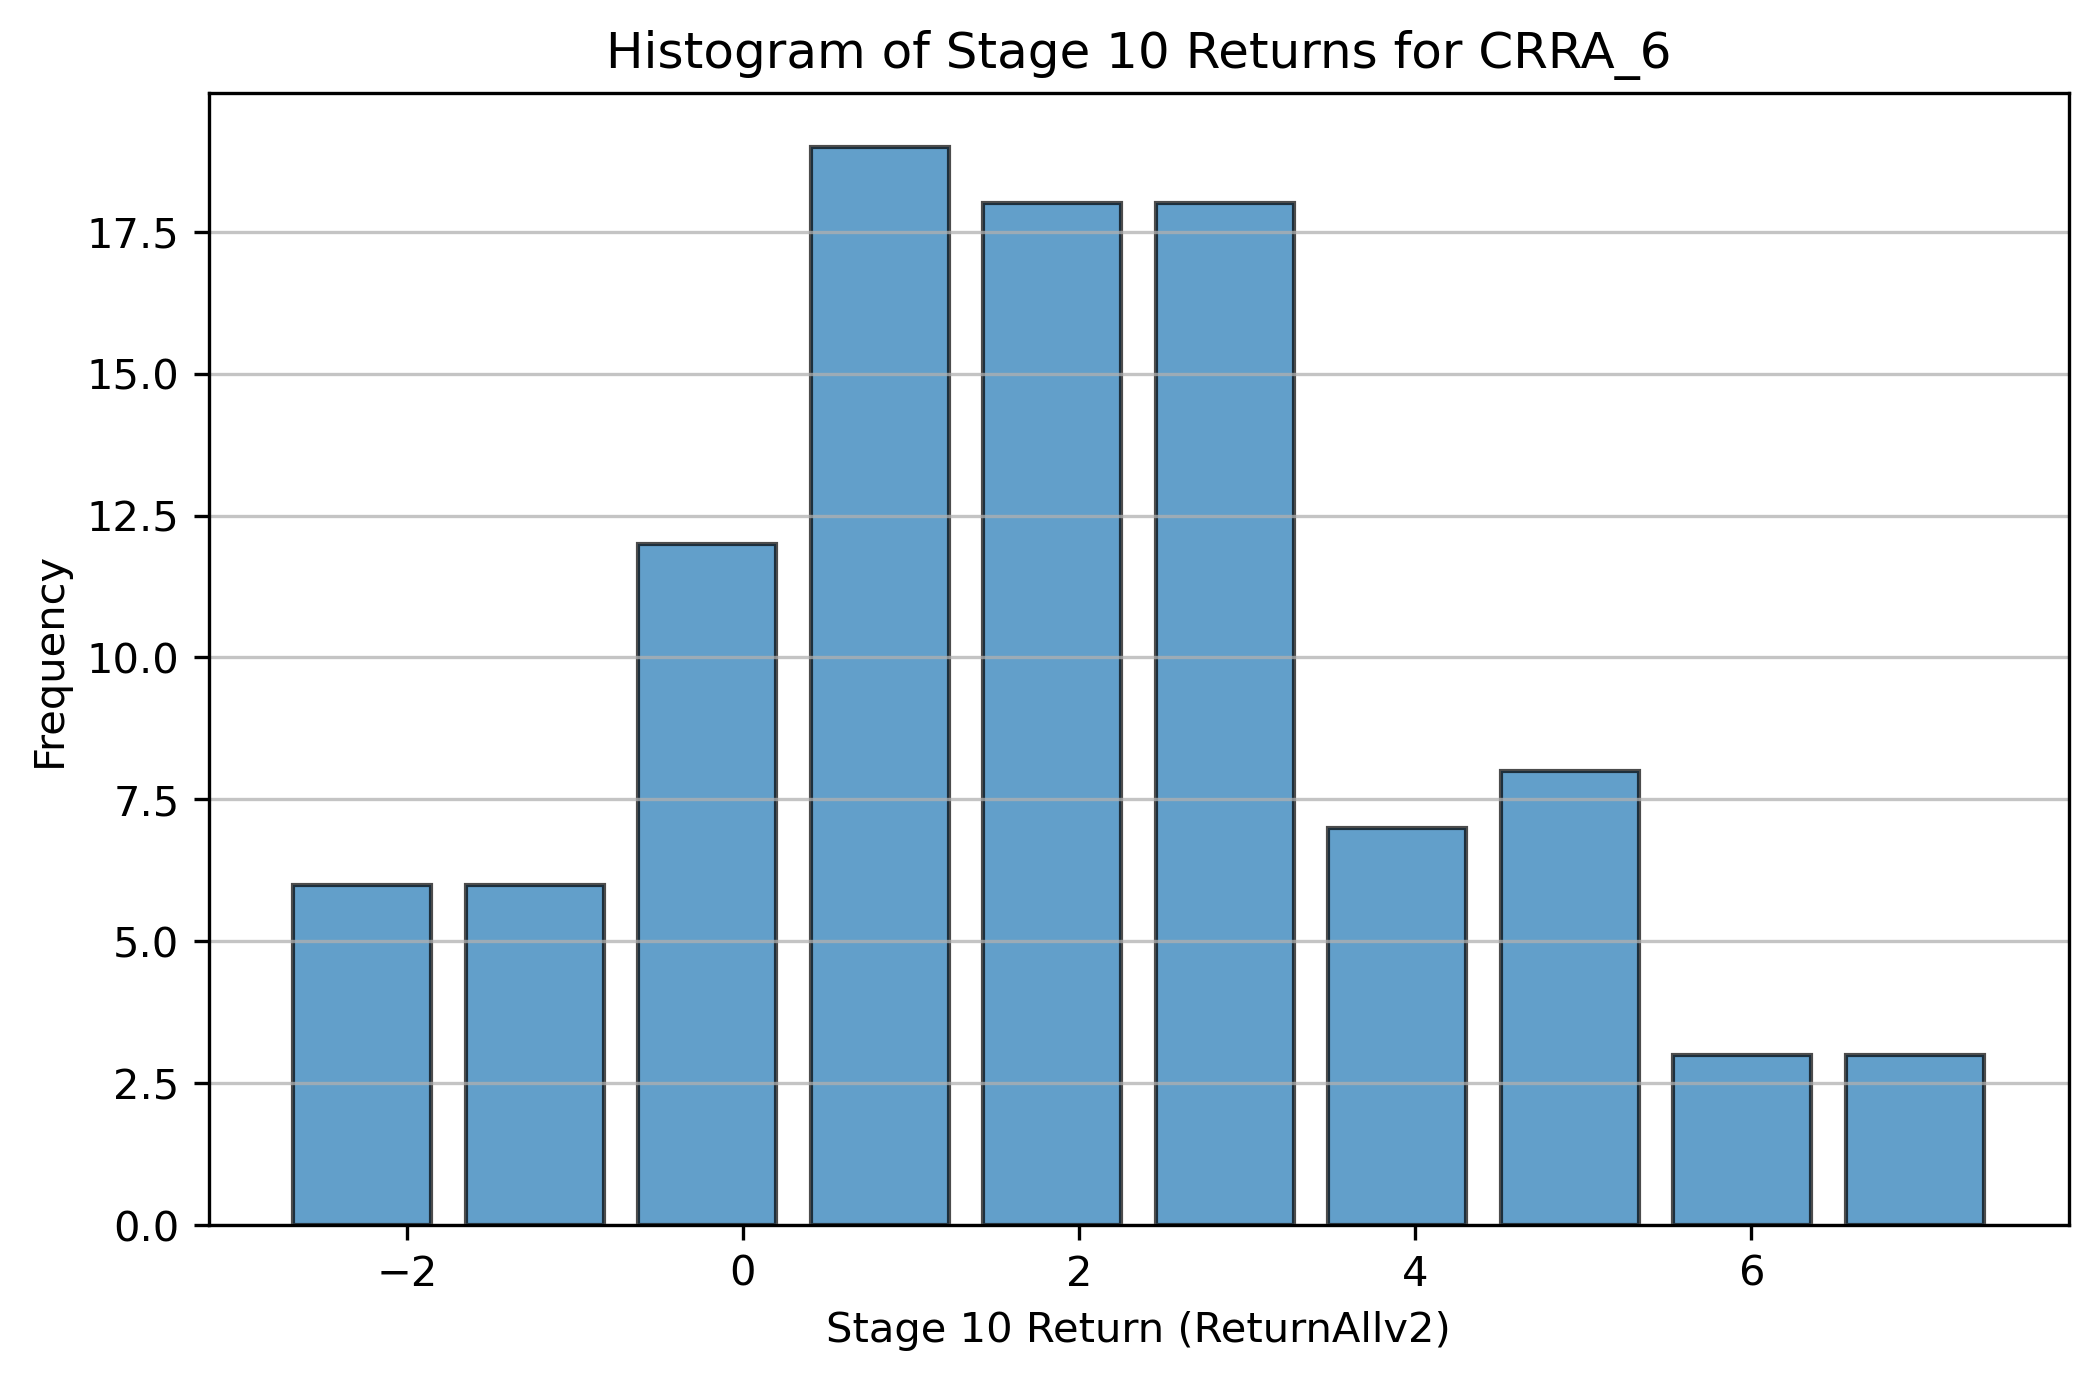 Histogram of Stage 10 Returns for CRRA_6
Frequency
17.5
15.0
12.5
10.0
7.5
5.0
2.5
0.0
−2 0 2 4 6
Stage 10 Return (ReturnAllv2)